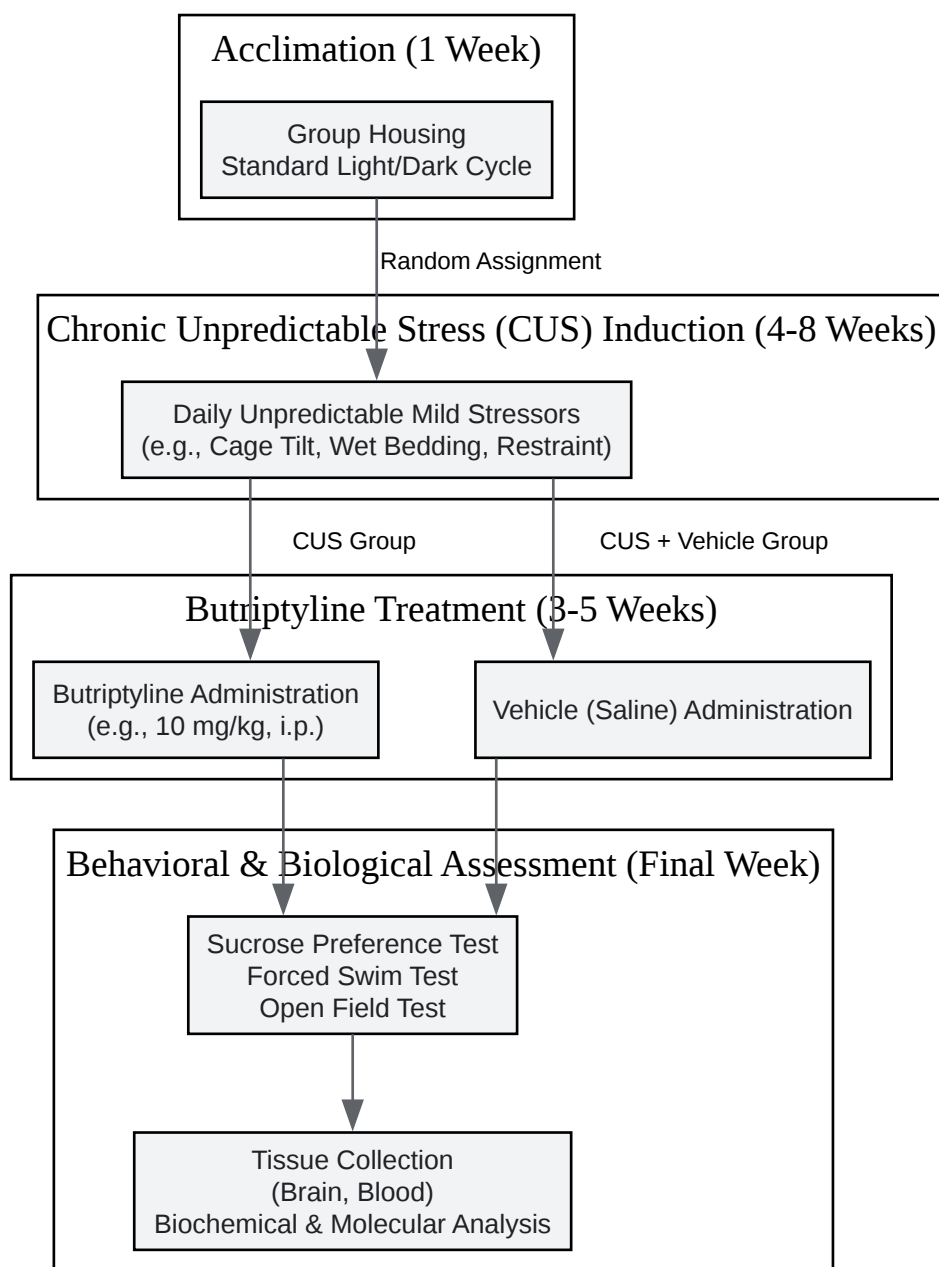 Acclimation (1 Week)
Group Housing
Standard Light/Dark Cycle
Random Assignment
Chronic Unpredictable Stress (CUS) Induction (4-8 Weeks)
Daily Unpredictable Mild Stressors
(e.g., Cage Tilt, Wet Bedding, Restraint)
CUS Group
CUS + Vehicle Group
Butriptyline Treatment (3-5 Weeks)
Butriptyline Administration
(e.g., 10 mg/kg, i.p.)
Vehicle (Saline) Administration
Behavioral & Biological Assessment (Final Week)
Sucrose Preference Test
Forced Swim Test
Open Field Test
Tissue Collection
(Brain, Blood)
Biochemical & Molecular Analysis